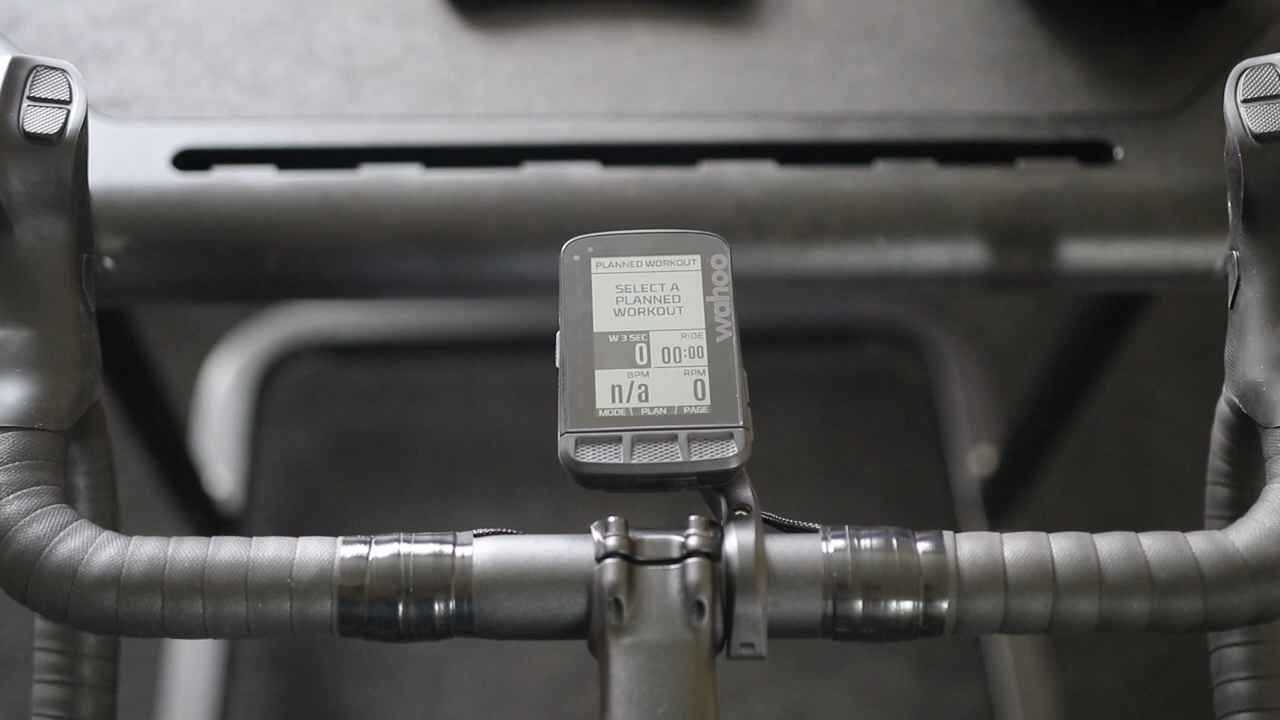 PLANNED WORKOUT
SELECT A
PLANNED
WORKOUT
W 3 SEC
0
RIDE
00:00
BPM
n/a
RPM
0
MODE \ PLAN / PAGE
wahoo